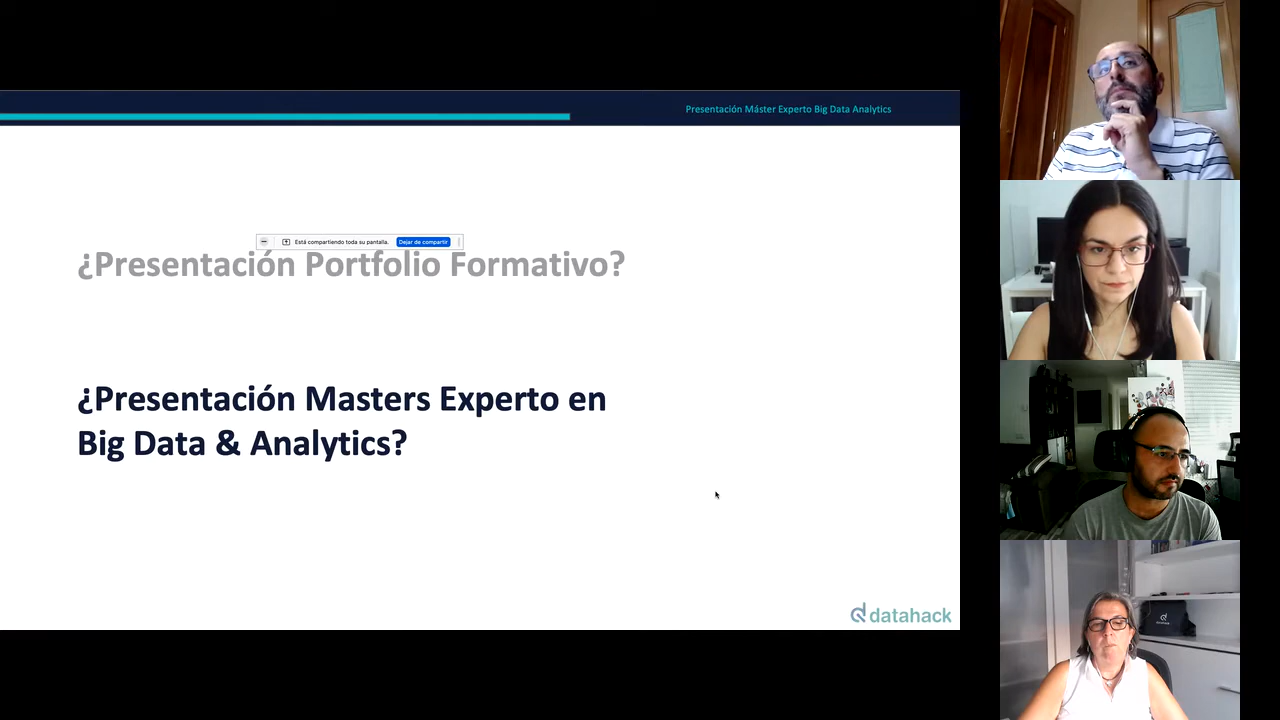 Presentación Máster Experto Big Data Analytics
Está compartiendo toda su pantalla. Dejar de compartir
¿Presentación Portfolio Formativo?
¿Presentación Masters Experto en
Big Data & Analytics?
datahack
datahack